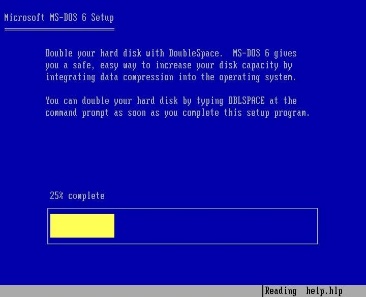 Microsoft MS-DOS 6 Setup
Double your hard disk with DoubleSpace. MS-DOS 6 gives
you a safe, easy way to increase your disk capacity by
integrating data compression into the operating system.
You can double your hard disk by typing DBLSPACE at the
command prompt as soon as you complete this setup program.
25% complete
Reading help.hlp